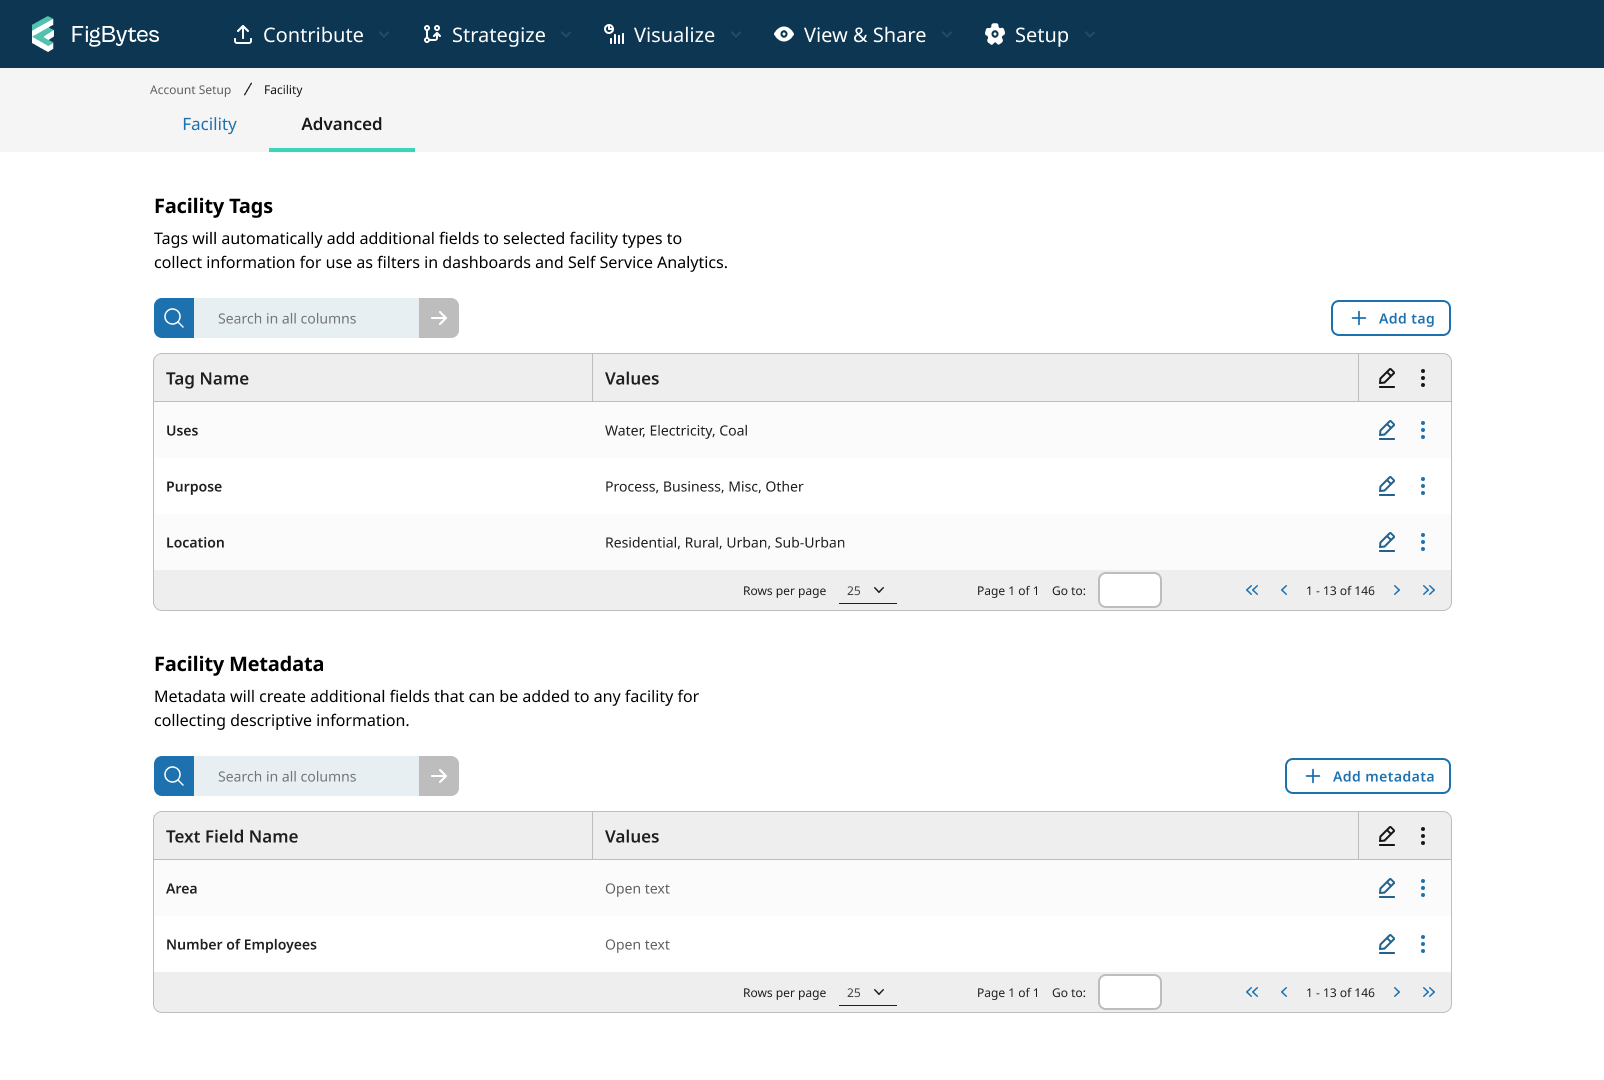 FigBytes
Contribute
Strategize
Visualize
View & Share
Setup
Account Setup / Facility
Facility
Advanced
Facility Tags
Tags will automatically add additional fields to selected facility types to
collect information for use as filters in dashboards and Self Service Analytics.
Search in all columns
Add tag
Tag Name
Values
Uses
Water, Electricity, Coal
Purpose
Process, Business, Misc, Other
Location
Residential, Rural, Urban, Sub-Urban
Rows per page 25
Page 1 of 1 Go to:
1 - 13 of 146
Facility Metadata
Metadata will create additional fields that can be added to any facility for
collecting descriptive information.
Search in all columns
Add metadata
Text Field Name
Values
Area
Open text
Number of Employees
Open text
Rows per page 25
Page 1 of 1 Go to:
1 - 13 of 146